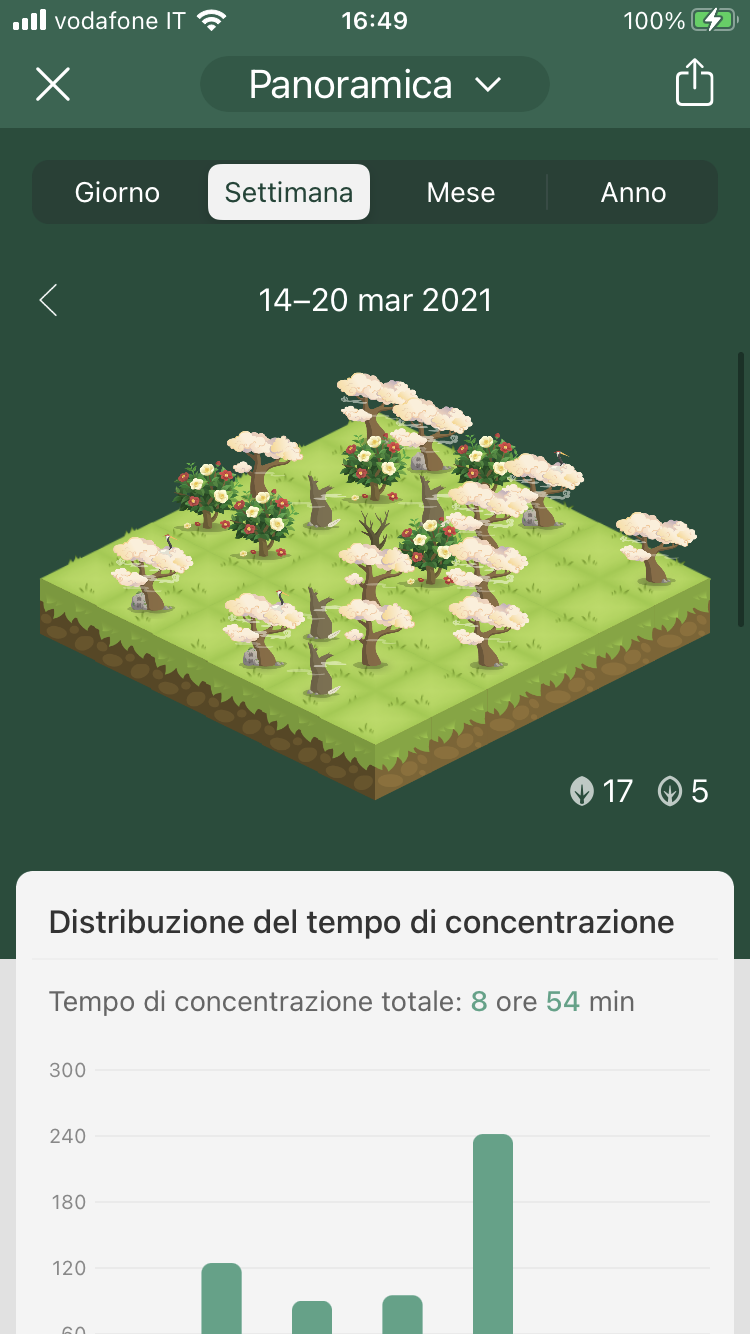 vodafone IT 16:49 100%
Panoramica
Giorno Settimana Mese Anno
14–20 mar 2021
17 5
Distribuzione del tempo di concentrazione
Tempo di concentrazione totale: 8 ore 54 min
300
240
180
120
60